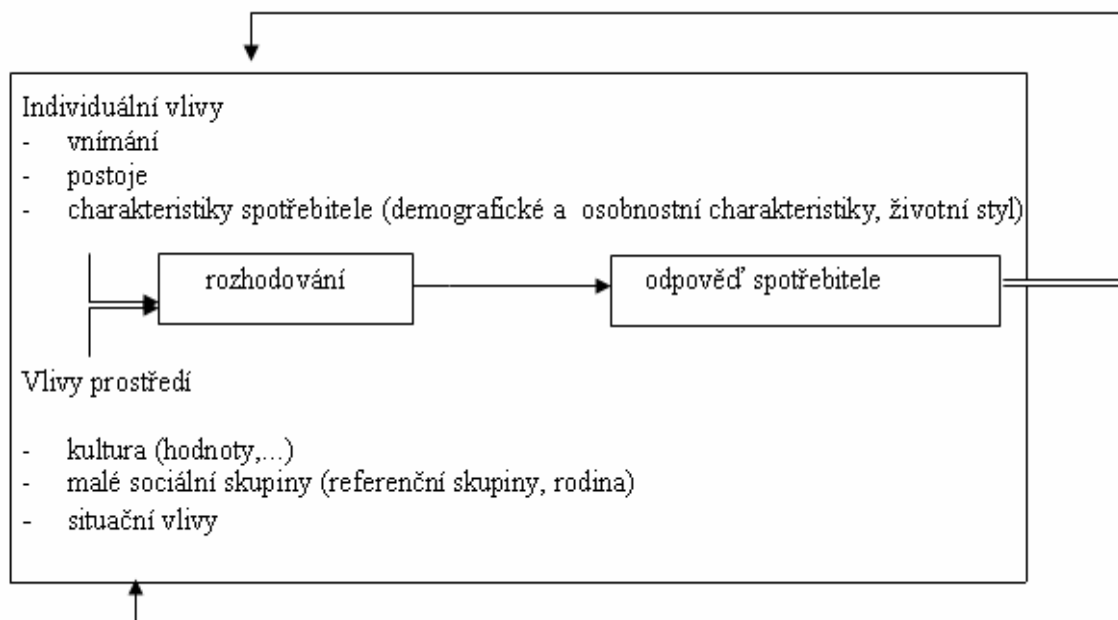 Individuální vlivy
- vnímání
- postoje
- charakteristiky spotřebitele (demografické a osobnostní charakteristiky, životní styl)
rozhodování
odpověď spotřebitele
Vlivy prostředí
- kultura (hodnoty,...)
- malé sociální skupiny (referenční skupiny, rodina)
- situační vlivy